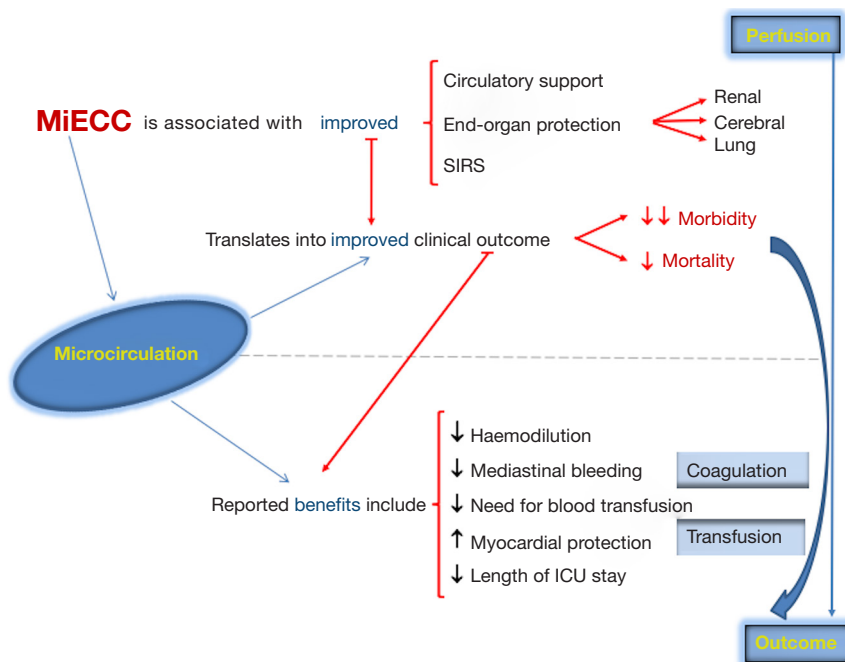 Perfusion
Circulatory support
MiECC is associated with improved
End-organ protection
Renal
Cerebral
Lung
SIRS
Translates into improved clinical outcome
↓↓ Morbidity
↓ Mortality
Microcirculation
Reported benefits include
↓ Haemodilution
↓ Mediastinal bleeding
Coagulation
↓ Need for blood transfusion
↑ Myocardial protection
Transfusion
↓ Length of ICU stay
Outcome